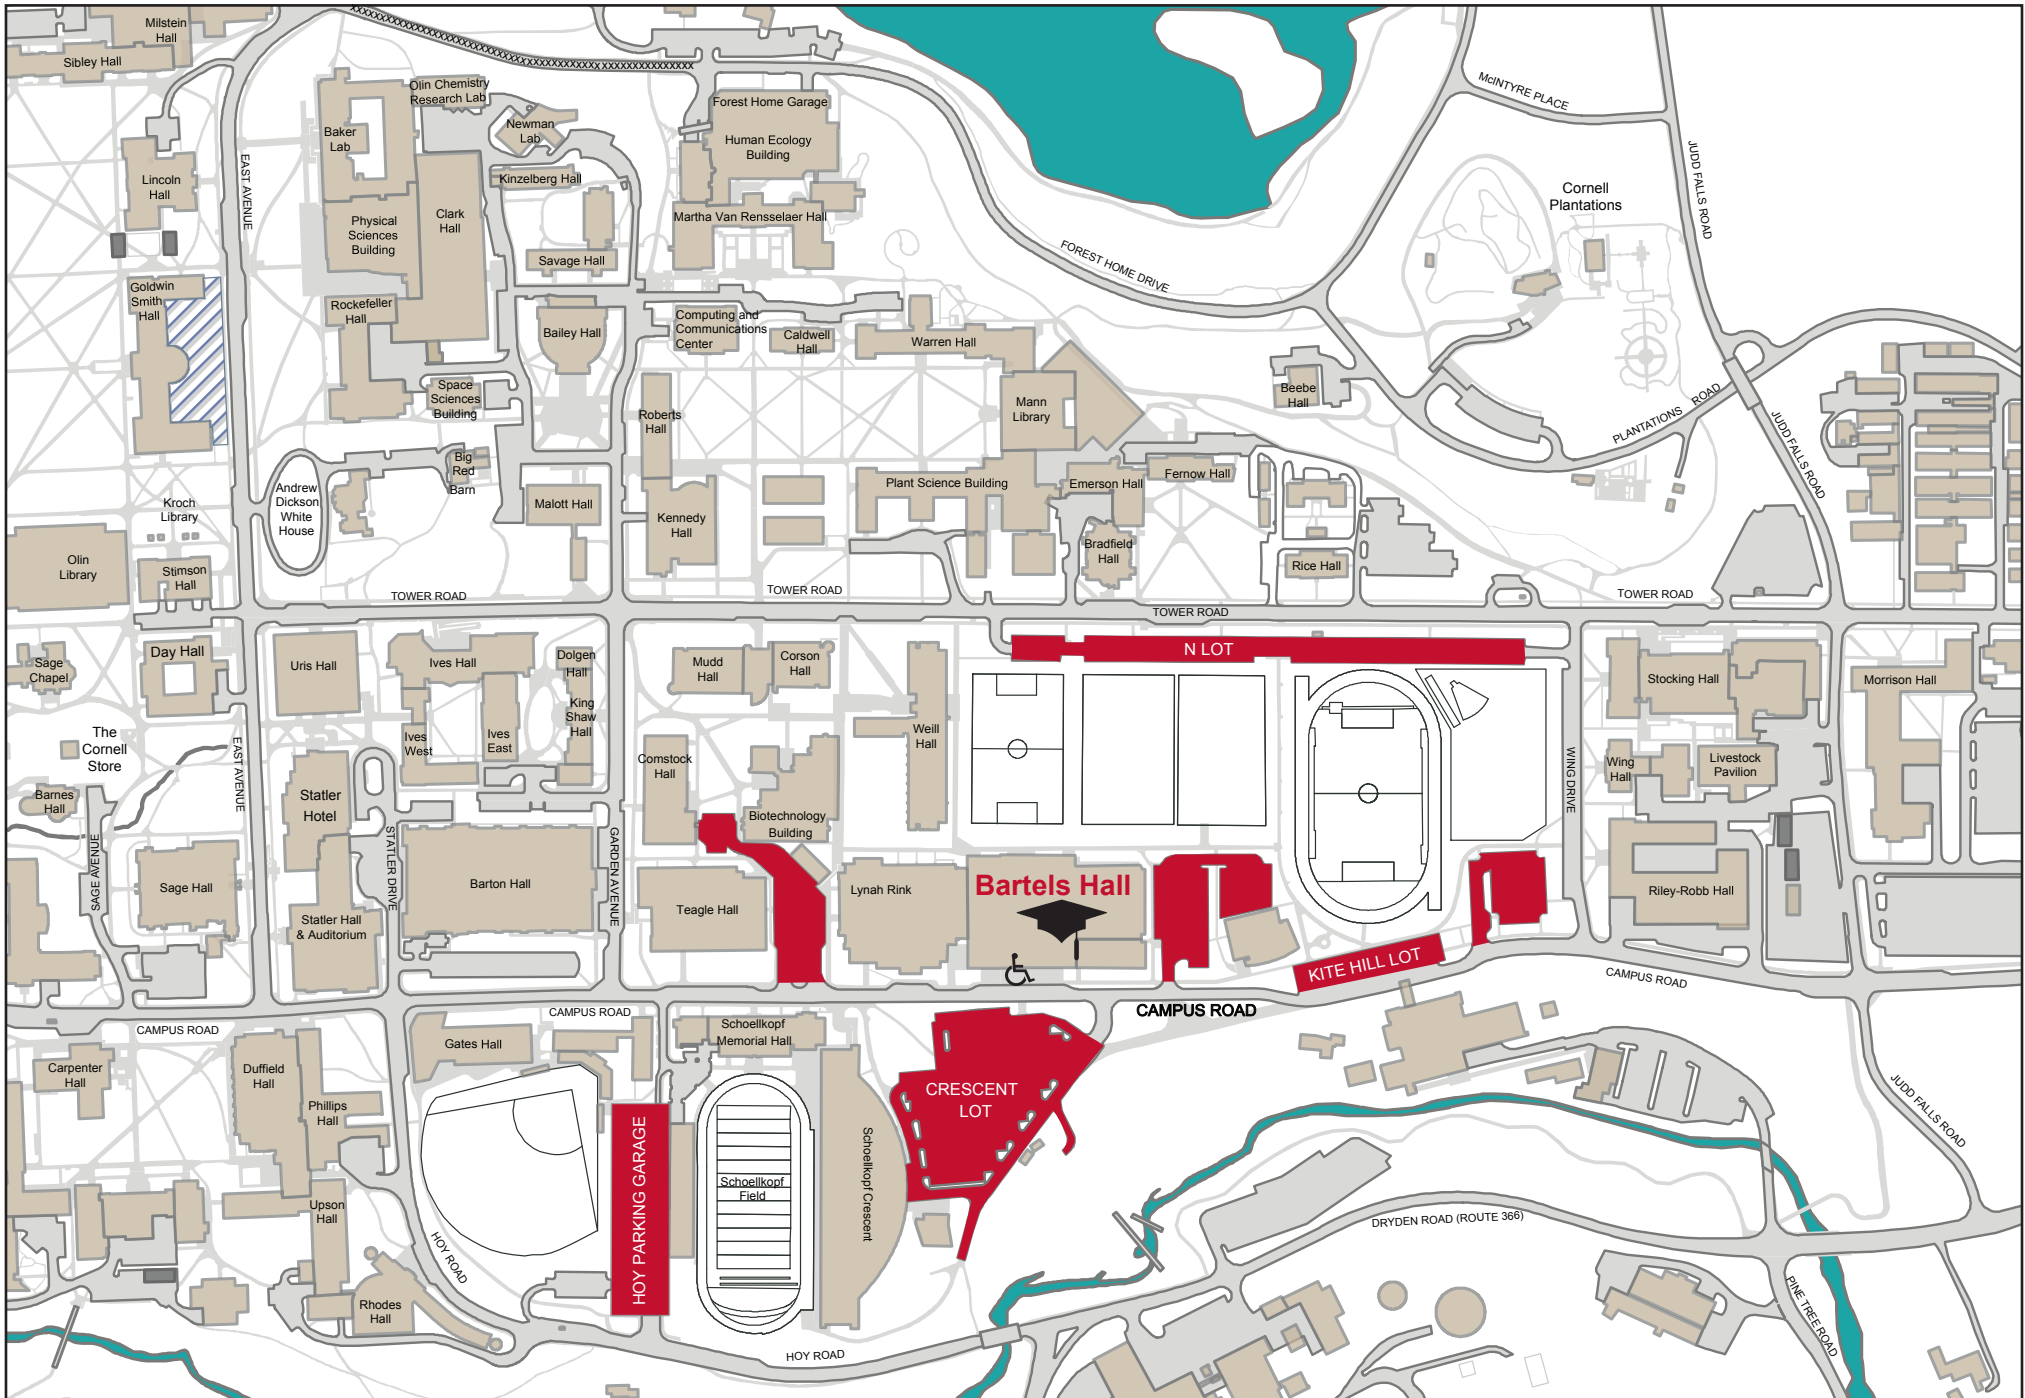 Milstein
Hall
Sibley Hall
Olin Chemistry
Research Lab
Baker
Lab
Newman
Lab
Forest Home Garage
Human Ecology
Building
McINTYRE PLACE
JUDD FALLS ROAD
EAST AVENUE
Lincoln
Hall
Kinzelberg Hall
Cornell
Plantations
Physical
Sciences
Building
Clark
Hall
Martha Van Rensselaer Hall
Savage Hall
FOREST HOME DRIVE
Goldwin
Smith
Hall
Rockefeller
Hall
Bailey Hall
Computing and
Communications
Center
Caldwell
Hall
Warren Hall
Space
Sciences
Building
Roberts
Hall
Mann
Library
Beebe
Hall
PLANTATIONS ROAD
JUDD FALLS ROAD
Big
Red
Barn
Andrew
Dickson
White
House
Kroch
Library
Malott Hall
Kennedy
Hall
Plant Science Building
Emerson Hall
Fernow Hall
Bradfield
Hall
Rice Hall
Olin
Library
Stimson
Hall
TOWER ROAD
TOWER ROAD
TOWER ROAD
TOWER ROAD
Sage
Chapel
Day Hall
Uris Hall
Ives Hall
Dolgen
Hall
Mudd
Hall
Corson
Hall
N LOT
Stocking Hall
Morrison Hall
King
Shaw
Hall
The
Cornell
Store
EAST AVENUE
Ives
West
Ives
East
Comstock
Hall
Weill
Hall
WING DRIVE
Wing
Hall
Livestock
Pavilion
Barnes
Hall
Statler
Hotel
Biotechnology
Building
SAGE AVENUE
STATLER DRIVE
GARDEN AVENUE
Sage Hall
Barton Hall
Statler Hall
& Auditorium
Teagle Hall
Lynah Rink
Bartels Hall
Riley-Robb Hall
KITE HILL LOT
CAMPUS ROAD
CAMPUS ROAD
CAMPUS ROAD
CAMPUS ROAD
Gates Hall
Schoellkopf
Memorial Hall
Carpenter
Hall
Duffield
Hall
Phillips
Hall
CRESCENT
LOT
JUDD FALLS ROAD
HOY PARKING GARAGE
Schoellkopf
Field
Schoellkopf Crescent
Upson
Hall
HOY ROAD
DRYDEN ROAD (ROUTE 366)
Rhodes
Hall
PINE TREE ROAD
HOY ROAD